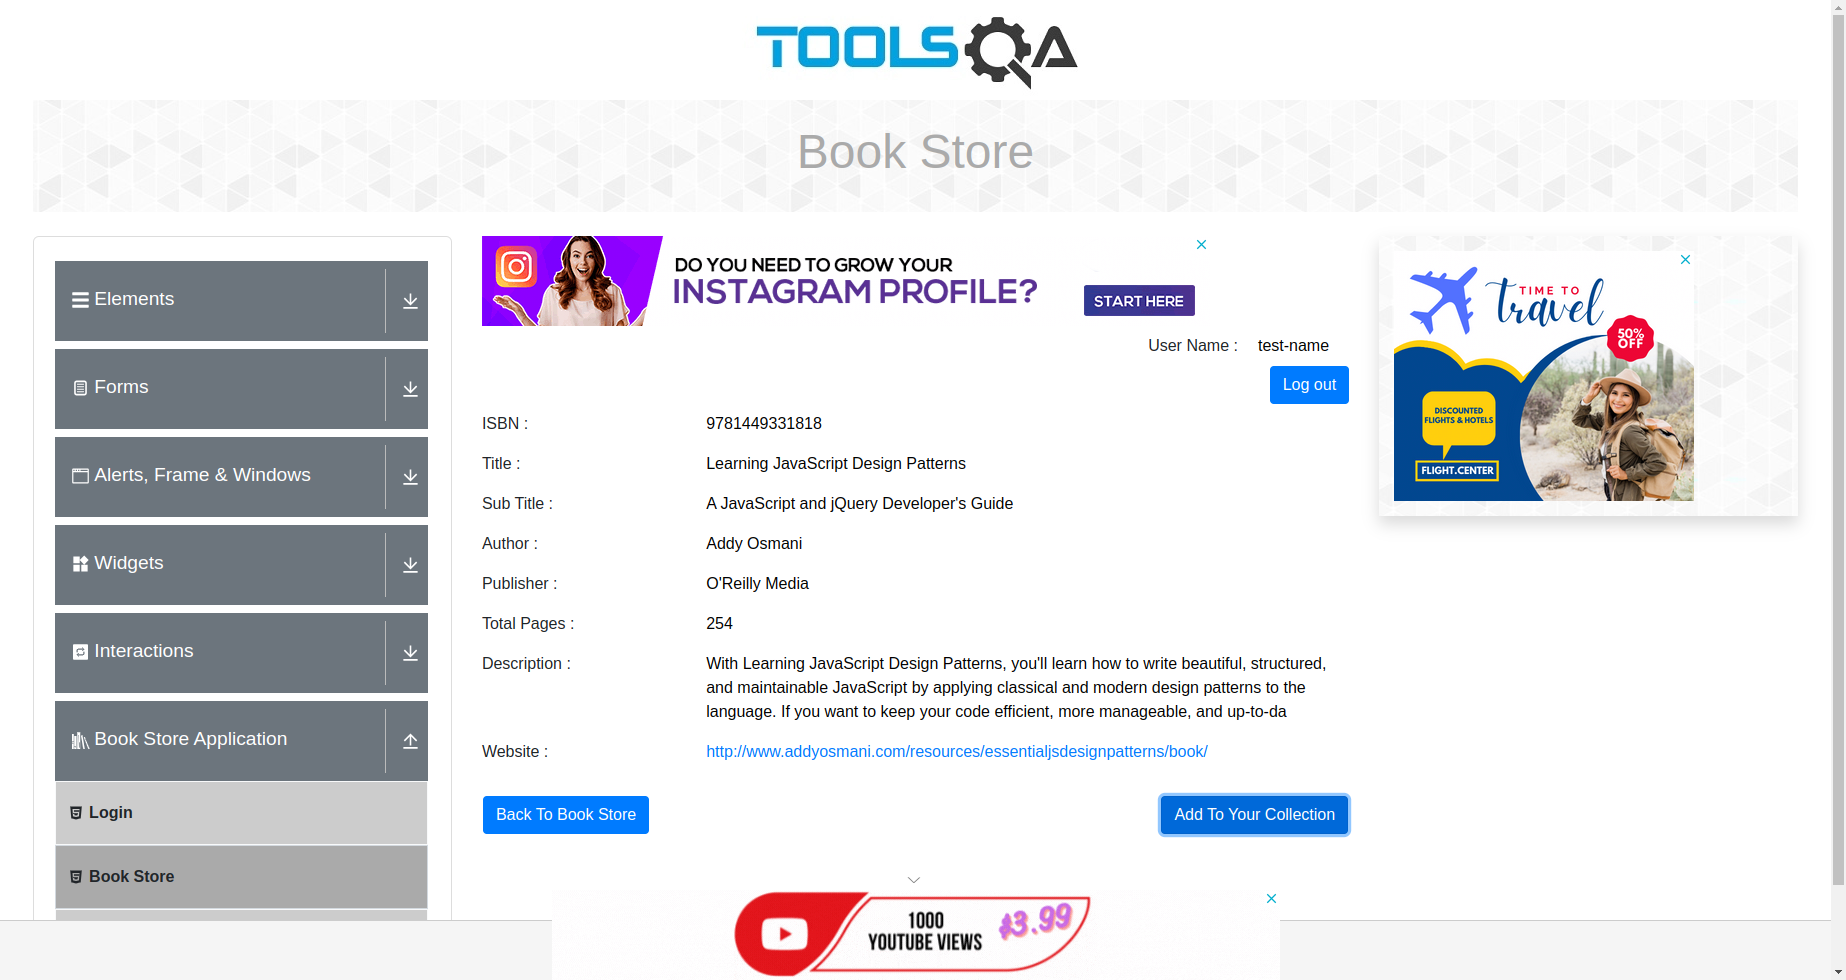 TOOLSQA
Book Store
Elements
Forms
Alerts, Frame & Windows
Widgets
Interactions
Book Store Application
Login
Book Store
DO YOU NEED TO GROW YOUR
INSTAGRAM PROFILE?
START HERE
User Name : test-name
Log out
ISBN : 9781449331818
Title : Learning JavaScript Design Patterns
Sub Title : A JavaScript and jQuery Developer's Guide
Author : Addy Osmani
Publisher : O'Reilly Media
Total Pages : 254
Description : With Learning JavaScript Design Patterns, you'll learn how to write beautiful, structured,
and maintainable JavaScript by applying classical and modern design patterns to the
language. If you want to keep your code efficient, more manageable, and up-to-da
Website : http://www.addyosmani.com/resources/essentialjsdesignpatterns/book/
Back To Book Store
Add To Your Collection
TIME TO
travel
50%
OFF
DISCOUNTED
FLIGHTS & HOTELS
FLIGHT.CENTER
1000
YOUTUBE VIEWS
$3.99